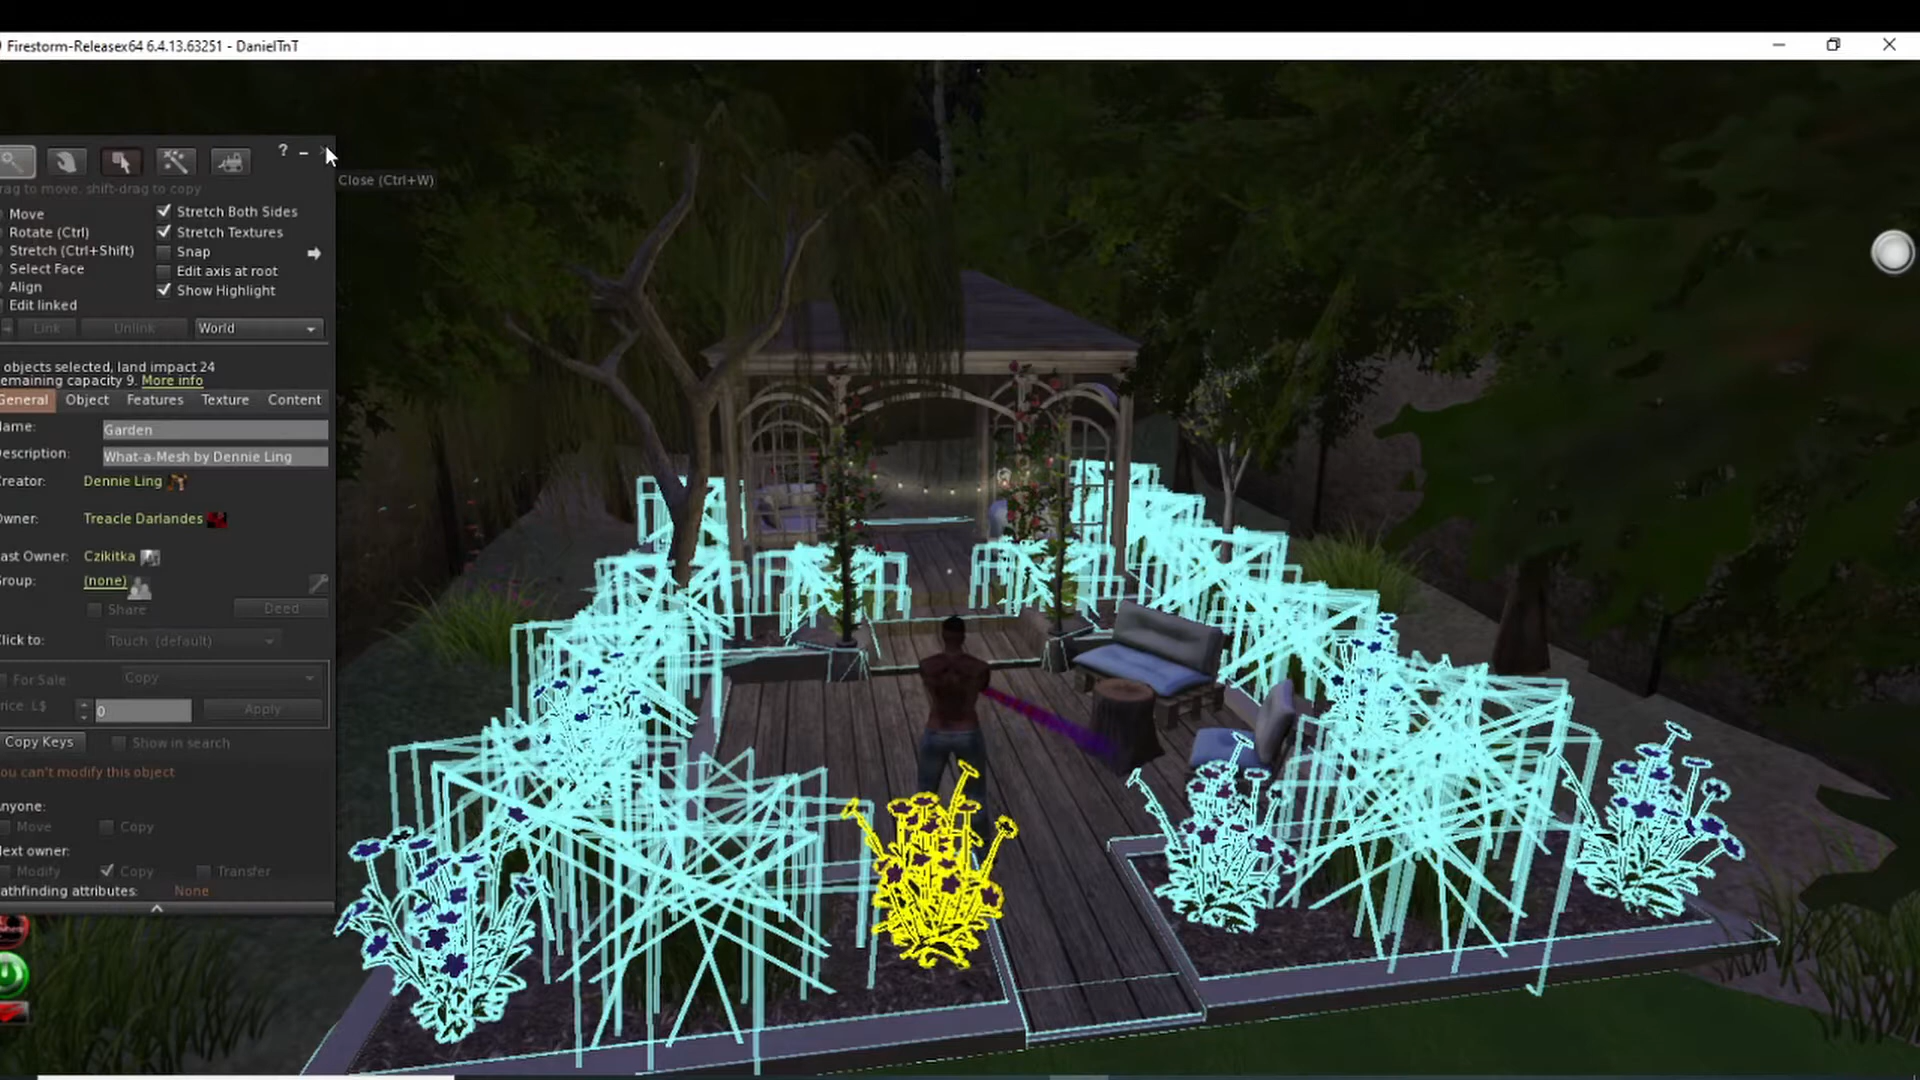 Firestorm-Releasex64 6.4.13.63251 - DanielTnT
?
Close (Ctrl+W)
rag to move, shift-drag to copy
Move
Stretch Both Sides
Rotate (Ctrl)
Stretch Textures
Stretch (Ctrl+Shift)
Snap
Select Face
Edit axis at root
Align
Show Highlight
Edit linked
Link Unlink World
objects selected, land impact 24
emaining capacity 9. More info
General Object Features Texture Content
ame: Garden
escription: What-a-Mesh by Dennie Ling
reator: Dennie Ling
wner: Treacle Darlandes
ast Owner: Czikitka
roup: (none)
Share Deed
lick to: Touch (default)
For Sale Copy
rice: L$ 0 Apply
Copy Keys Show in search
ou can't modify this object
nyone:
Move Copy
ext owner:
Modify Copy Transfer
athfinding attributes: None